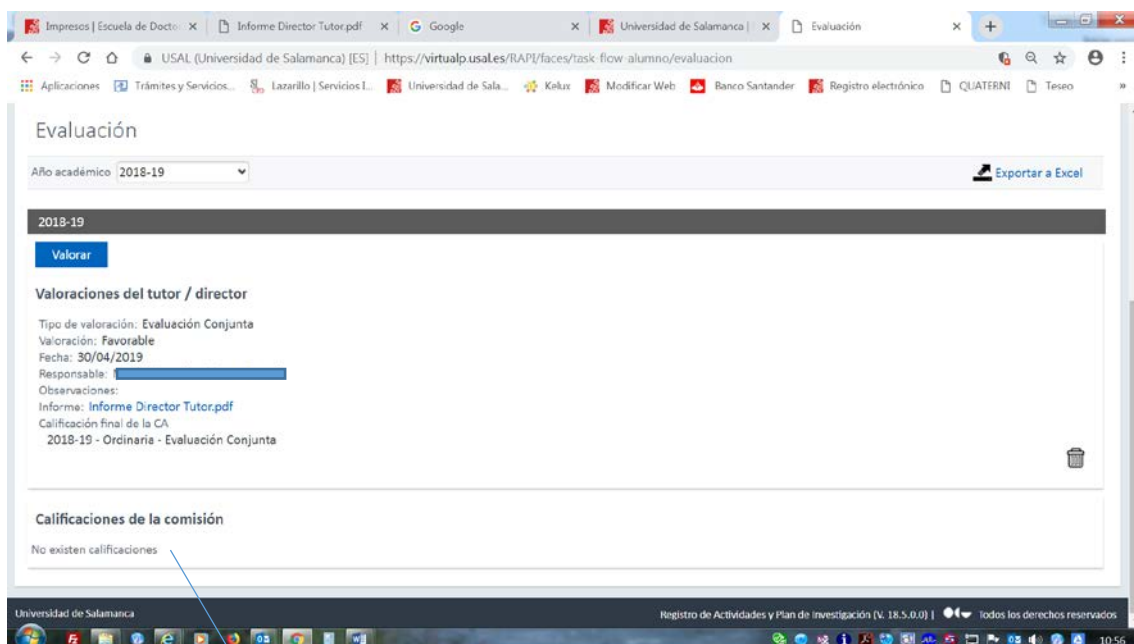 Impresos | Escuela de Docto
Informe Director Tutor.pdf
Google
Universidad de Salamanca |
Evaluación
USAL (Universidad de Salamanca) [ES] | https://virtualp.usal.es/RAPI/faces/task-flow-alumno/evaluacion
Aplicaciones
Trámites y Servicios...
Lazarillo | Servicios I...
Universidad de Sala...
Kelux
Modificar Web
Banco Santander
Registro electrónico
QUATERNI
Teseo
»
Evaluación
Año académico 2018-19
Exportar a Excel
2018-19
Valorar
Valoraciones del tutor / director
Tipo de valoración: Evaluación Conjunta
Valoración: Favorable
Fecha: 30/04/2019
Responsable:
Observaciones:
Informe: Informe Director Tutor.pdf
Calificación final de la CA
2018-19 - Ordinaria - Evaluación Conjunta
Calificaciones de la comisión
No existen calificaciones
Universidad de Salamanca
Registro de Actividades y Plan de Investigación (V. 18.5.0.0) | Todos los derechos reservados
10:56